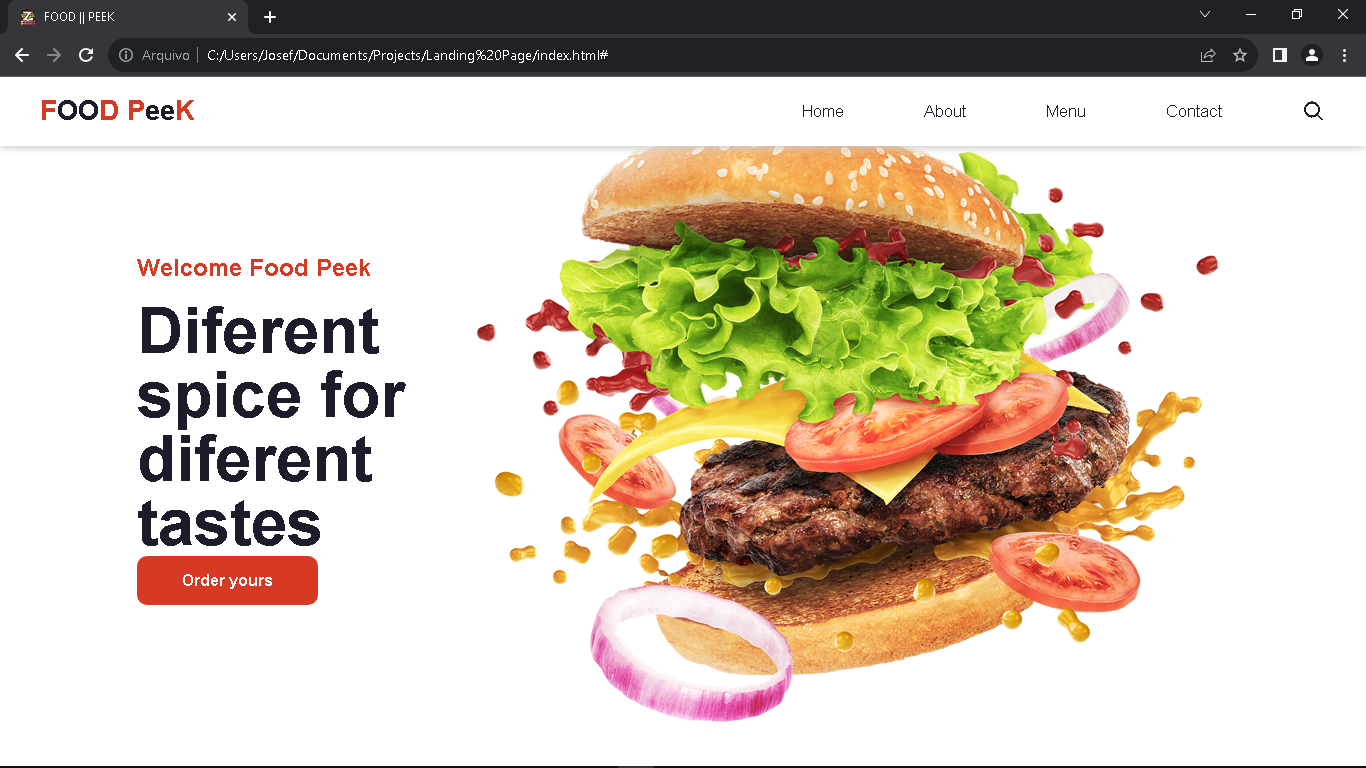 FOOD || PEEK
Arquivo
C:/Users/Josef/Documents/Projects/Landing%20Page/index.html#
FOOD PeeK
Home
About
Menu
Contact
Welcome Food Peek
Diferent
spice for
diferent
tastes
Order yours